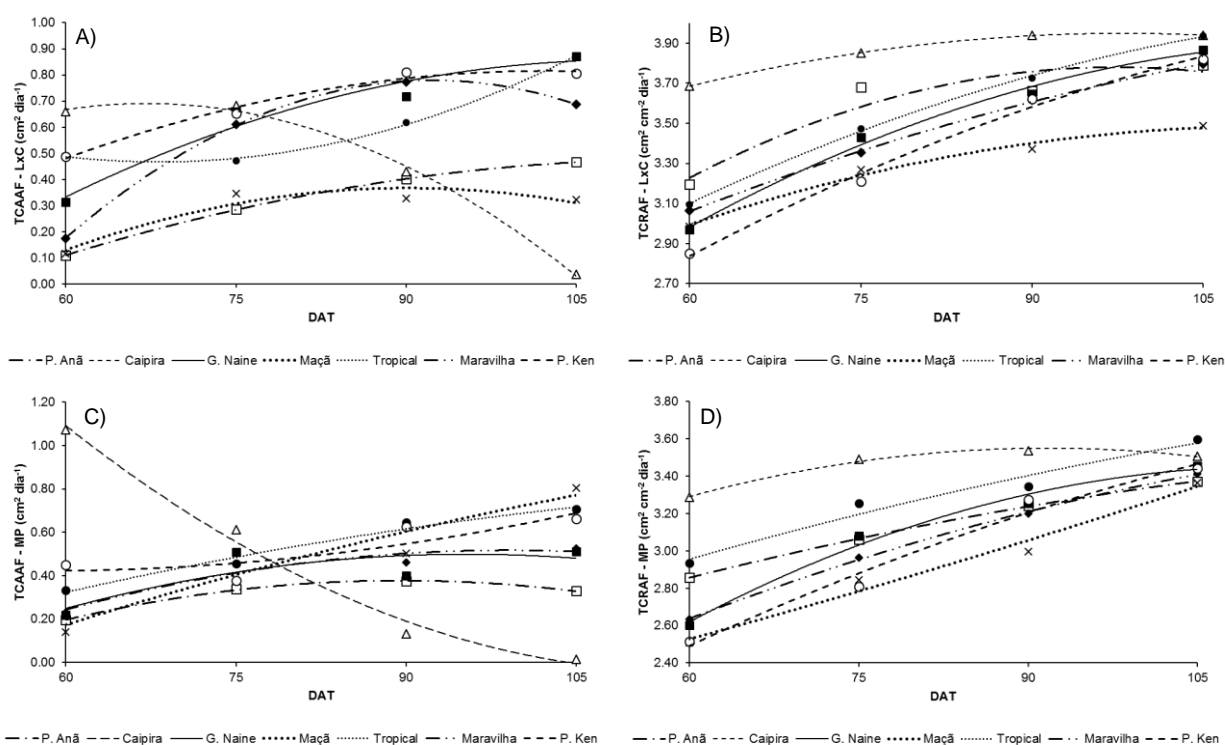 A)
TCAAF - LxC (cm² dia⁻¹)
1.00
0.90
0.80
0.70
0.60
0.50
0.40
0.30
0.20
0.10
0.00
60 75 90 105
DAT
P. Anã Caipira G. Naine Maçã Tropical Maravilha P. Ken
B)
TCRAF - LxC (cm² cm⁻² dia⁻¹)
3.90
3.70
3.50
3.30
3.10
2.90
2.70
60 75 90 105
DAT
P. Anã Caipira G. Naine Maçã Tropical Maravilha P. Ken
C)
TCAAF - MP (cm² dia⁻¹)
1.20
1.00
0.80
0.60
0.40
0.20
0.00
60 75 90 105
DAT
P. Anã Caipira G. Naine Maçã Tropical Maravilha P. Ken
D)
TCRAF - MP (cm² cm⁻² dia⁻¹)
3.80
3.60
3.40
3.20
3.00
2.80
2.60
2.40
60 75 90 105
DAT
P. Anã Caipira G. Naine Maçã Tropical Maravilha P. Ken